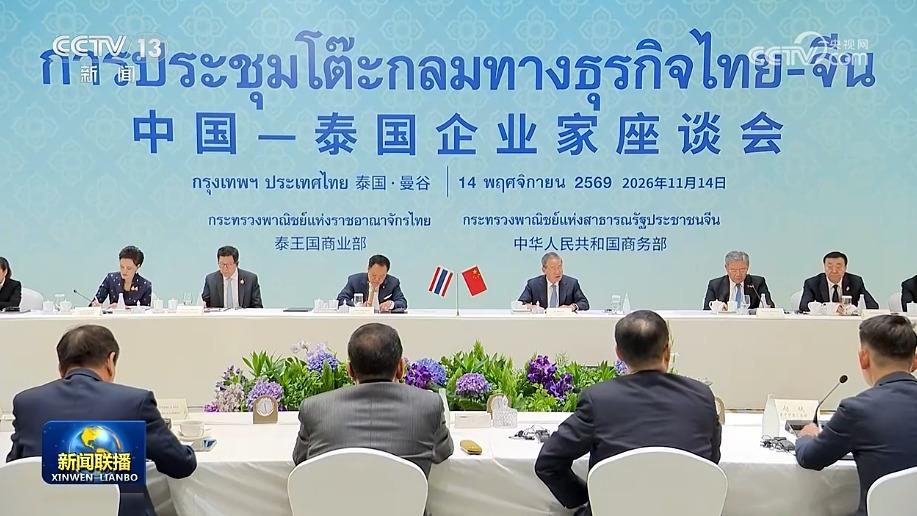 CCTV 13
新闻
央视网
CCTV.com
การประชุมโต๊ะกลมทางธุรกิจไทย-จีน
中国—泰国企业家座谈会
กรุงเทพฯ ประเทศไทย 泰国·曼谷
14 พฤศจิกายน 2569 2026年11月14日
กระทรวงพาณิชย์แห่งราชอาณาจักรไทย
泰王国商业部
กระทรวงพาณิชย์แห่งสาธารณรัฐประชาชนจีน
中华人民共和国商务部
新闻联播
XINWEN-LIANBO